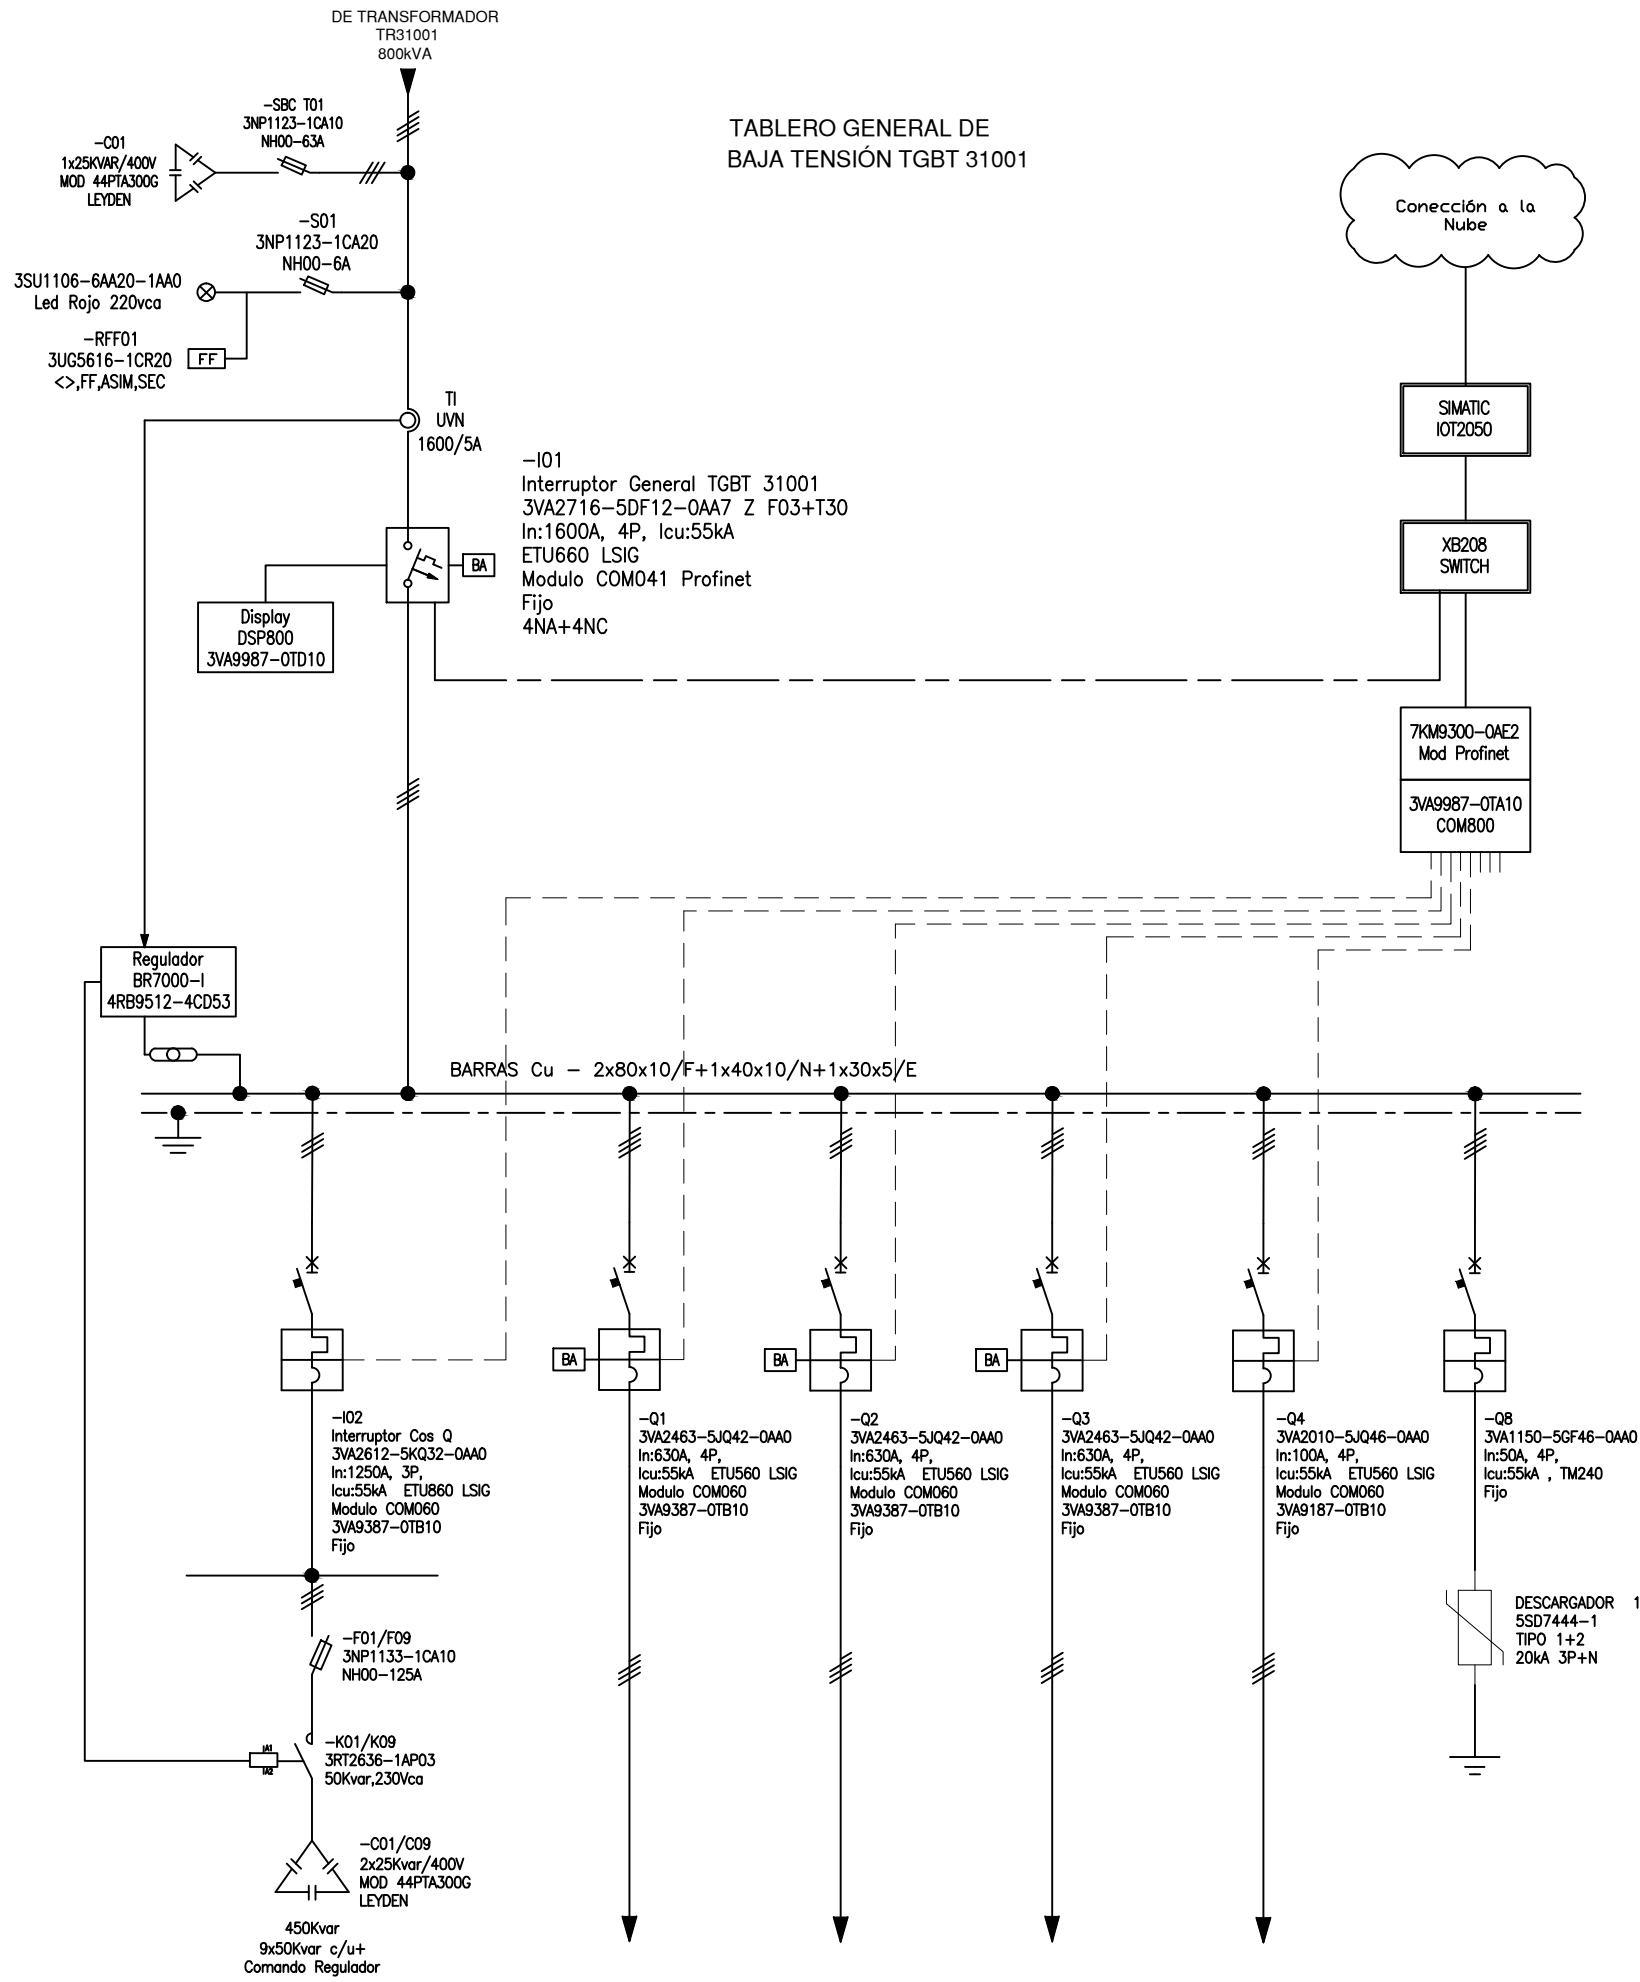 DE TRANSFORMADOR
TR31001
800kVA
-SBC T01
3NP1123-1CA10
NH00-63A
-C01
1x25KVAR/400V
MOD 44PTA300G
LEYDEN
TABLERO GENERAL DE
BAJA TENSIÓN TGBT 31001
Conección a la
Nube
-S01
3NP1123-1CA20
NH00-6A
3SU1106-6AA20-1AA0
Led Rojo 220vca
-RFF01
3UG5616-1CR20
<>,FF,ASIM,SEC
FF
TI
UVN
1600/5A
SIMATIC
IOT2050
-I01
Interruptor General TGBT 31001
3VA2716-5DF12-0AA7 Z F03+T30
In:1600A, 4P, Icu:55kA
ETU660 LSIG
Modulo COM041 Profinet
Fijo
4NA+4NC
BA
XB208
SWITCH
Display
DSP800
3VA9987-0TD10
7KM9300-0AE2
Mod Profinet
3VA9987-0TA10
COM800
Regulador
BR7000-I
4RB9512-4CD53
BARRAS Cu - 2x80x10/F+1x40x10/N+1x30x5/E
BA
BA
BA
-I02
Interruptor Cos Q
3VA2612-5KQ32-0AA0
In:1250A, 3P,
Icu:55kA ETU860 LSIG
Modulo COM060
3VA9387-0TB10
Fijo
-Q1
3VA2463-5JQ42-0AA0
In:630A, 4P,
Icu:55kA ETU560 LSIG
Modulo COM060
3VA9387-0TB10
Fijo
-Q2
3VA2463-5JQ42-0AA0
In:630A, 4P,
Icu:55kA ETU560 LSIG
Modulo COM060
3VA9387-0TB10
Fijo
-Q3
3VA2463-5JQ42-0AA0
In:630A, 4P,
Icu:55kA ETU560 LSIG
Modulo COM060
3VA9387-0TB10
Fijo
-Q4
3VA2010-5JQ46-0AA0
In:100A, 4P,
Icu:55kA ETU560 LSIG
Modulo COM060
3VA9187-0TB10
Fijo
-Q8
3VA1150-5GF46-0AA0
In:50A, 4P,
Icu:55kA , TM240
Fijo
DESCARGADOR 1
5SD7444-1
TIPO 1+2
20kA 3P+N
-F01/F09
3NP1133-1CA10
NH00-125A
-K01/K09
3RT2636-1AP03
50Kvar,230Vca
A1
A2
-C01/C09
2x25Kvar/400V
MOD 44PTA300G
LEYDEN
450Kvar
9x50Kvar c/u+
Comando Regulador